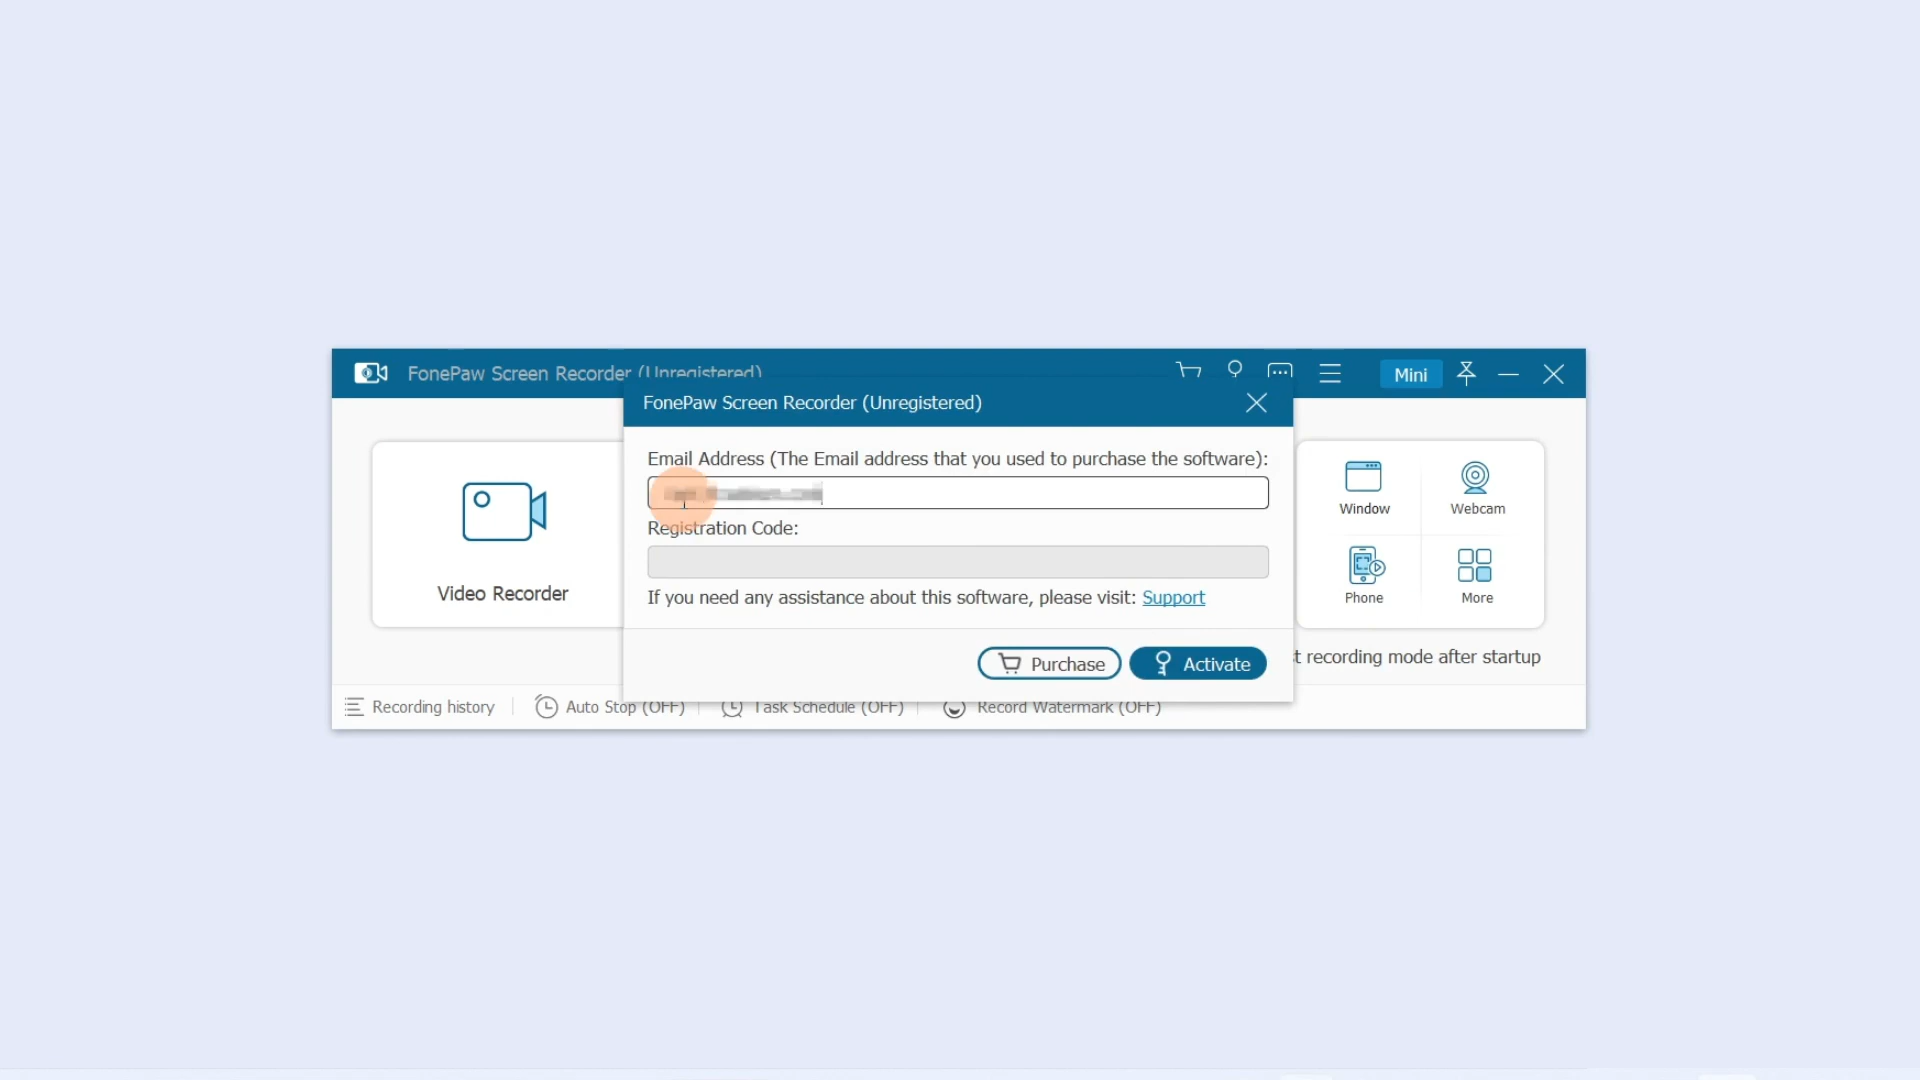 FonePaw Screen Recorder (Unregistered)
Mini
FonePaw Screen Recorder (Unregistered)
Email Address (The Email address that you used to purchase the software):
Registration Code:
If you need any assistance about this software, please visit: Support
Purchase
Activate
Video Recorder
Window
Webcam
Phone
More
t recording mode after startup
Recording history
Auto Stop (OFF)
Task Schedule (OFF)
Record Watermark (OFF)